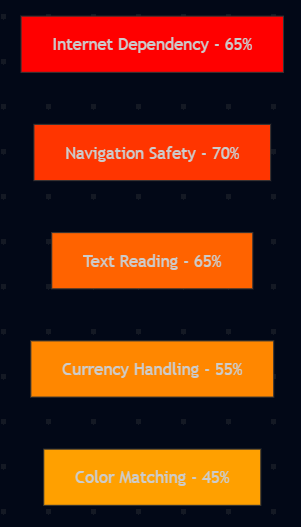 Internet Dependency - 65%
Navigation Safety - 70%
Text Reading - 65%
Currency Handling - 55%
Color Matching - 45%